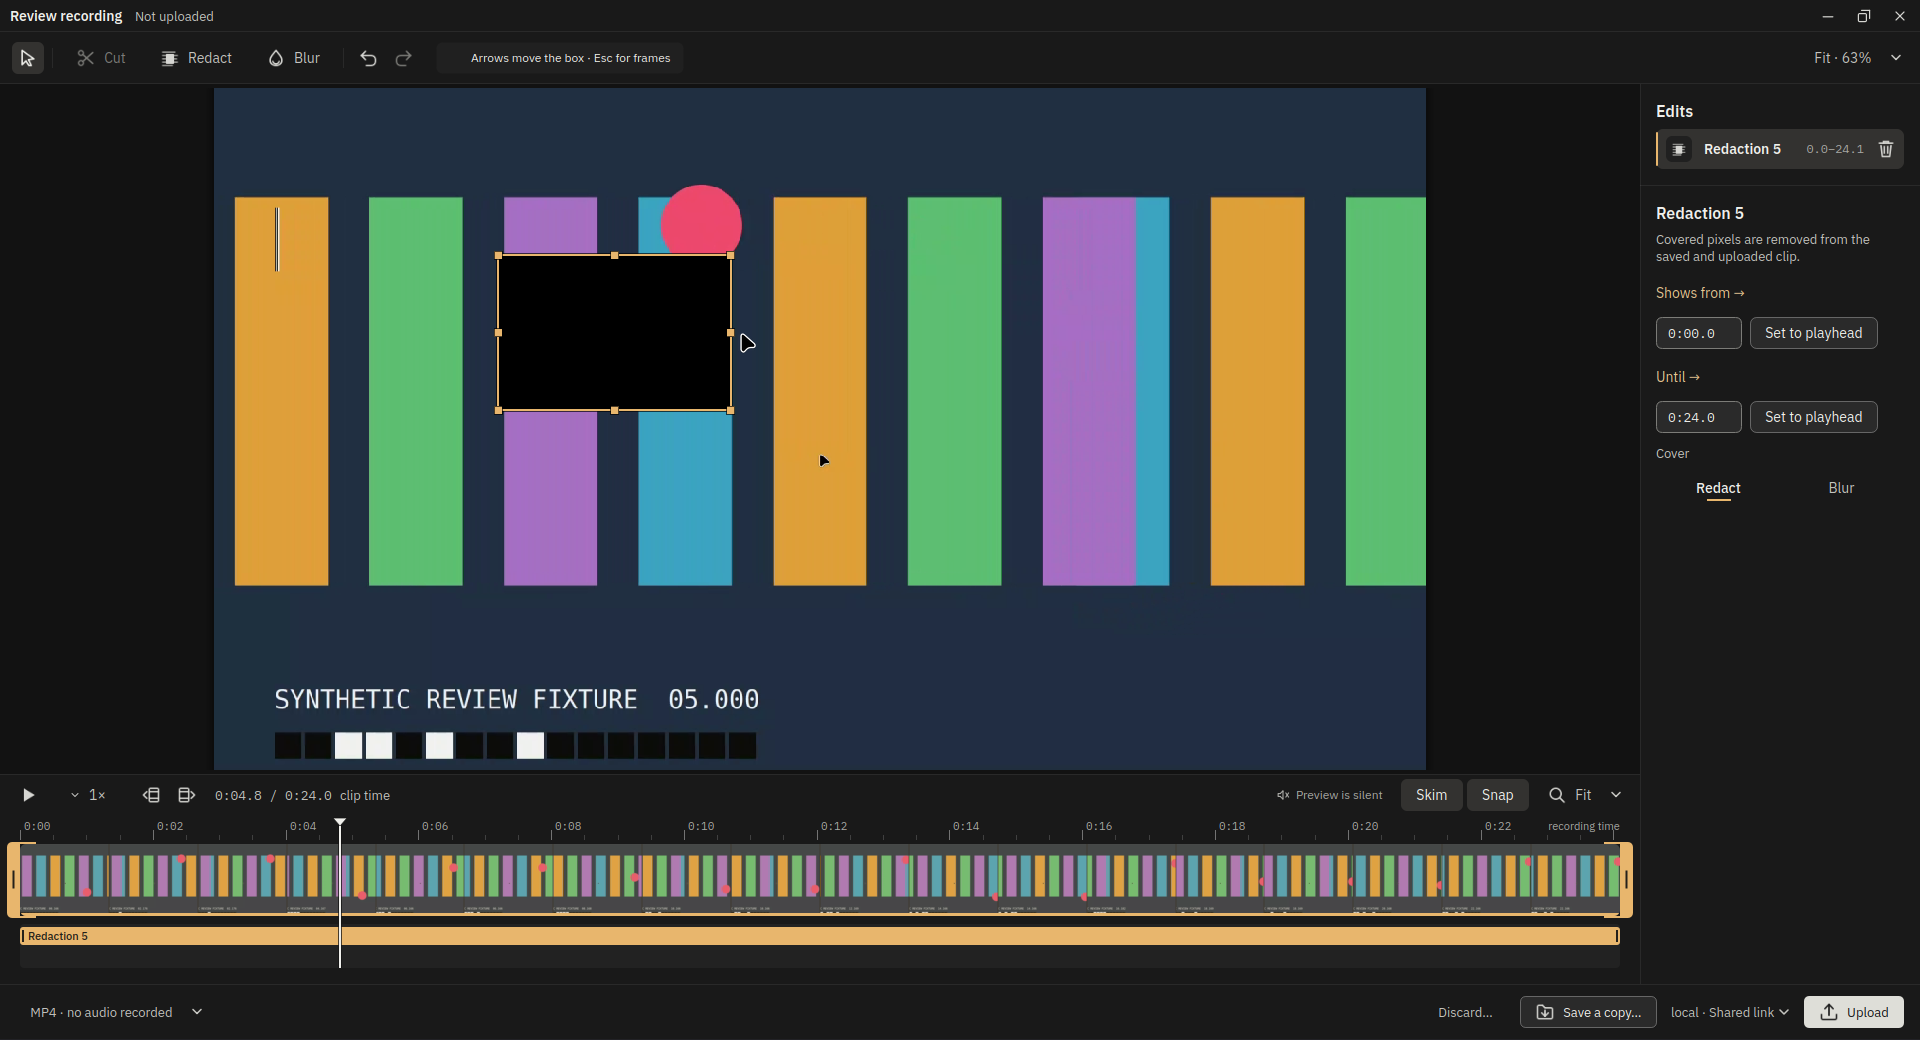 Review recording Not uploaded
Cut Redact Blur Arrows move the box · Esc for frames Fit · 63%
Edits
Redaction 5 0.0–24.1
Redaction 5
Covered pixels are removed from the
saved and uploaded clip.
Shows from →
0:00.0 Set to playhead
Until →
0:24.0 Set to playhead
Cover
Redact Blur
SYNTHETIC REVIEW FIXTURE 05.000
1× 0:04.8 / 0:24.0 clip time Preview is silent Skim Snap Fit
0:00 0:02 0:04 0:06 0:08 0:10 0:12 0:14 0:16 0:18 0:20 0:22 recording time
Redaction 5
MP4 · no audio recorded Discard... Save a copy... local · Shared link Upload